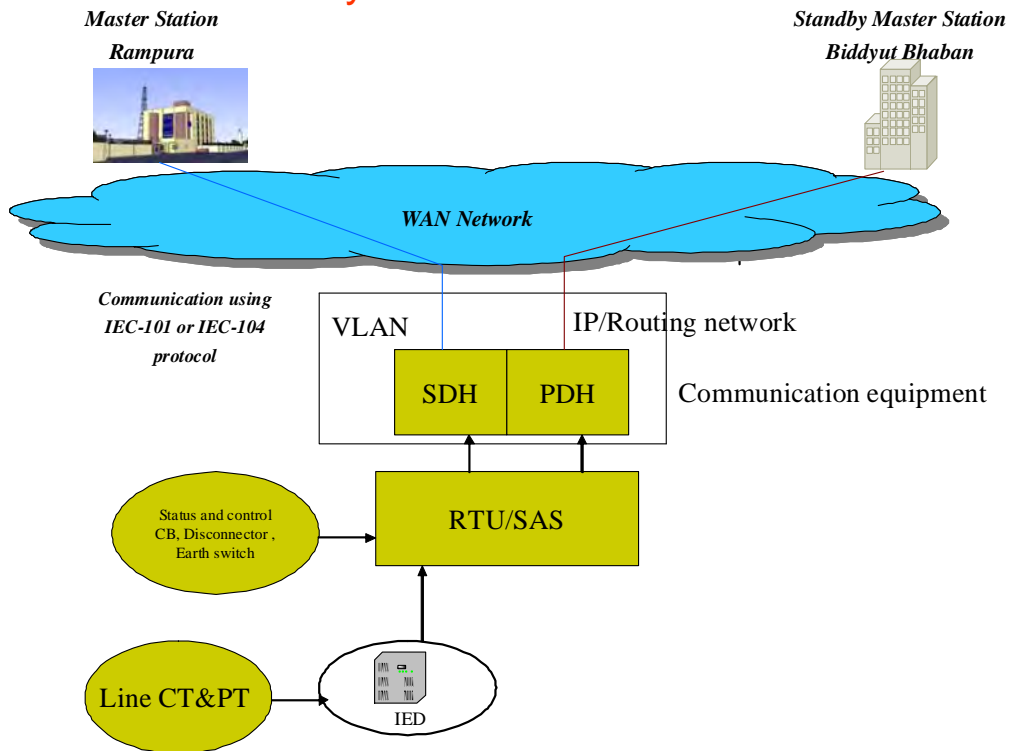 Master Station
Rampura
Standby Master Station
Biddyut Bhaban
WAN Network
Communication using
IEC-101 or IEC-104
protocol
VLAN
IP/Routing network
SDH
PDH
Communication equipment
Status and control
CB, Disconnector ,
Earth switch
RTU/SAS
Line CT&PT
IED